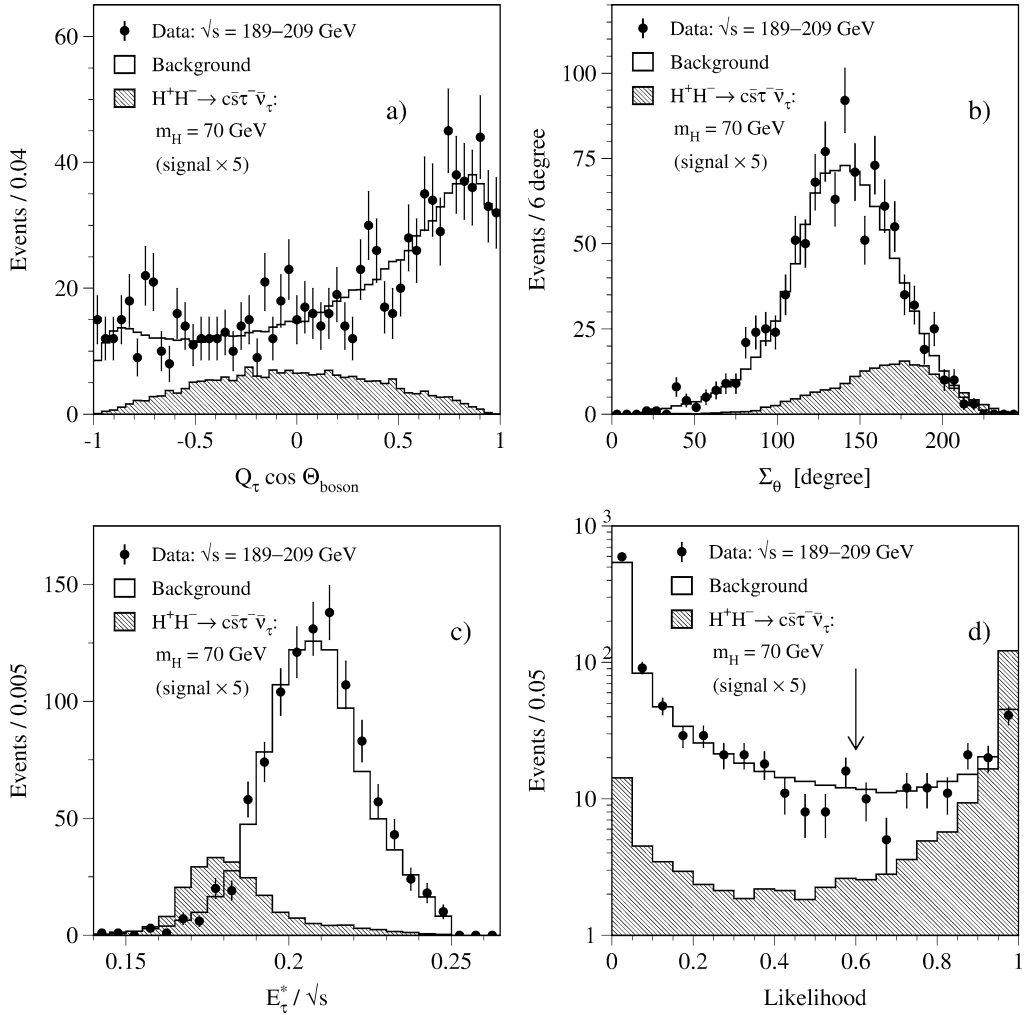 60
40
20
0
Events / 0.04
Data: √s = 189–209 GeV
Background
H⁺H⁻→ cs̄τ⁻ν̄τ:
mH = 70 GeV
(signal × 5)
a)
-1 -0.5 0 0.5 1
Qτ cos Θboson
100
75
50
25
0
Events / 6 degree
Data: √s = 189–209 GeV
Background
H⁺H⁻→ cs̄τ⁻ν̄τ:
mH = 70 GeV
(signal × 5)
b)
0 50 100 150 200
Σθ [degree]
150
100
50
0
Events / 0.005
Data: √s = 189–209 GeV
Background
H⁺H⁻→ cs̄τ⁻ν̄τ:
mH = 70 GeV
(signal × 5)
c)
0.15 0.2 0.25
E*τ / √s
10³
10²
10
1
Events / 0.05
Data: √s = 189–209 GeV
Background
H⁺H⁻→ cs̄τ⁻ν̄τ:
mH = 70 GeV
(signal × 5)
d)
0 0.2 0.4 0.6 0.8 1
Likelihood